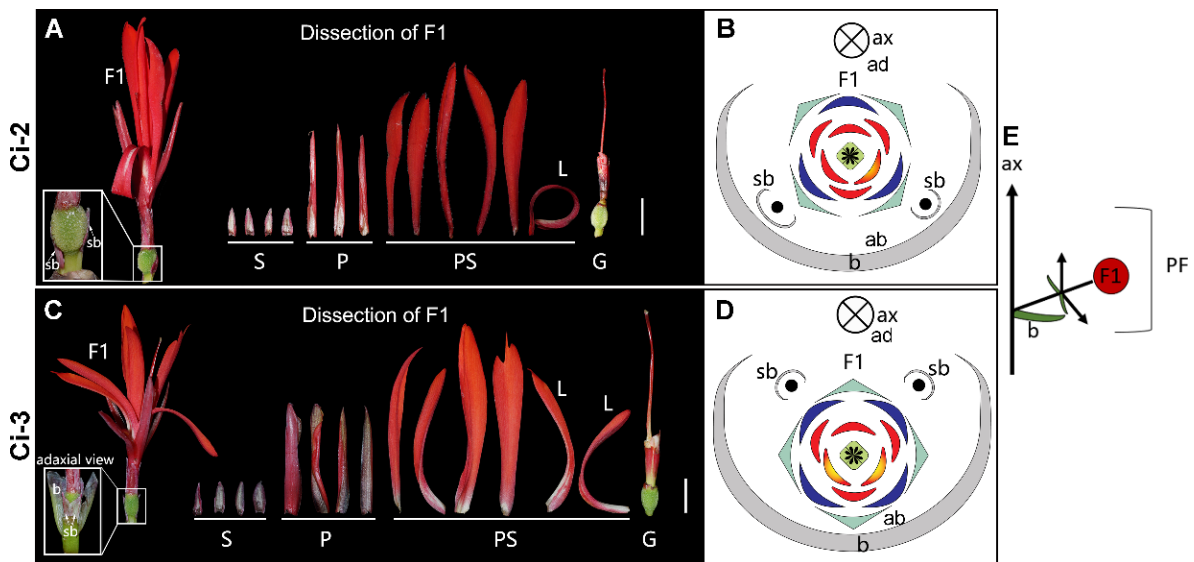 Ci-2
A
Dissection of F1
F1
sb
sb
S
P
PS
L
G
B
ax
ad
F1
sb
sb
ab
b
Ci-3
C
Dissection of F1
F1
adaxial view
b
sb
S
P
PS
L
L
G
D
ax
ad
F1
sb
sb
ab
b
E
ax
F1
b
PF